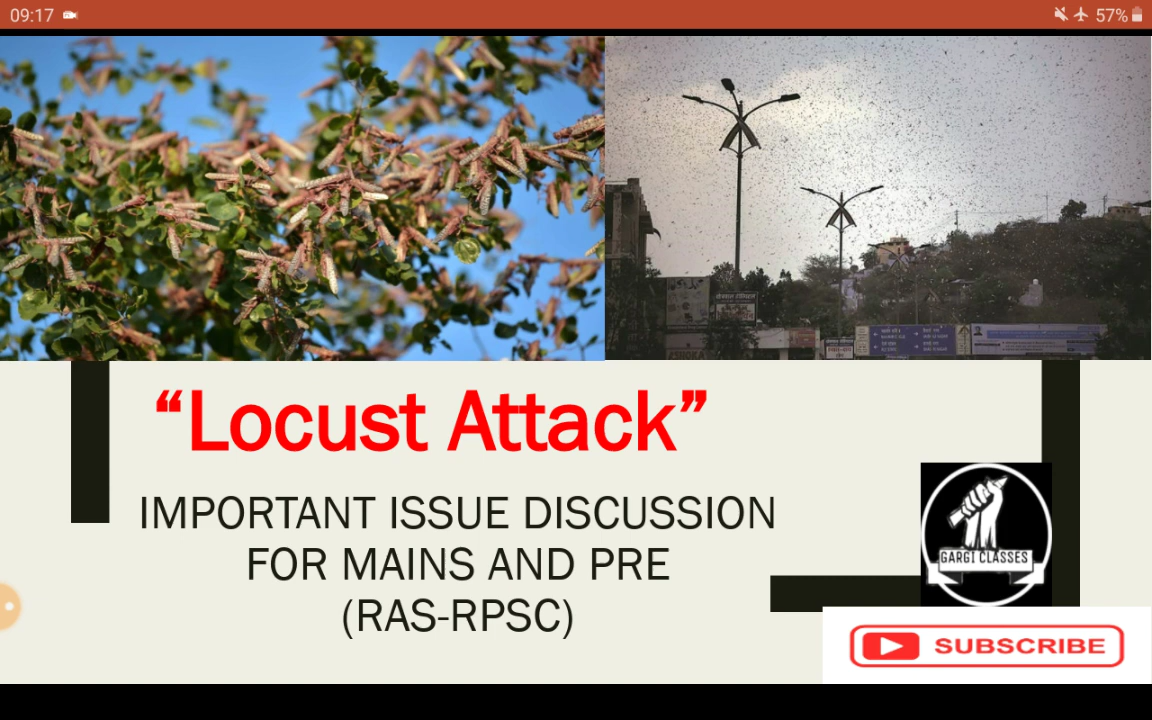 09:17
57%
“Locust Attack”
IMPORTANT ISSUE DISCUSSION
FOR MAINS AND PRE
(RAS-RPSC)
GARGI CLASSES
SUBSCRIBE